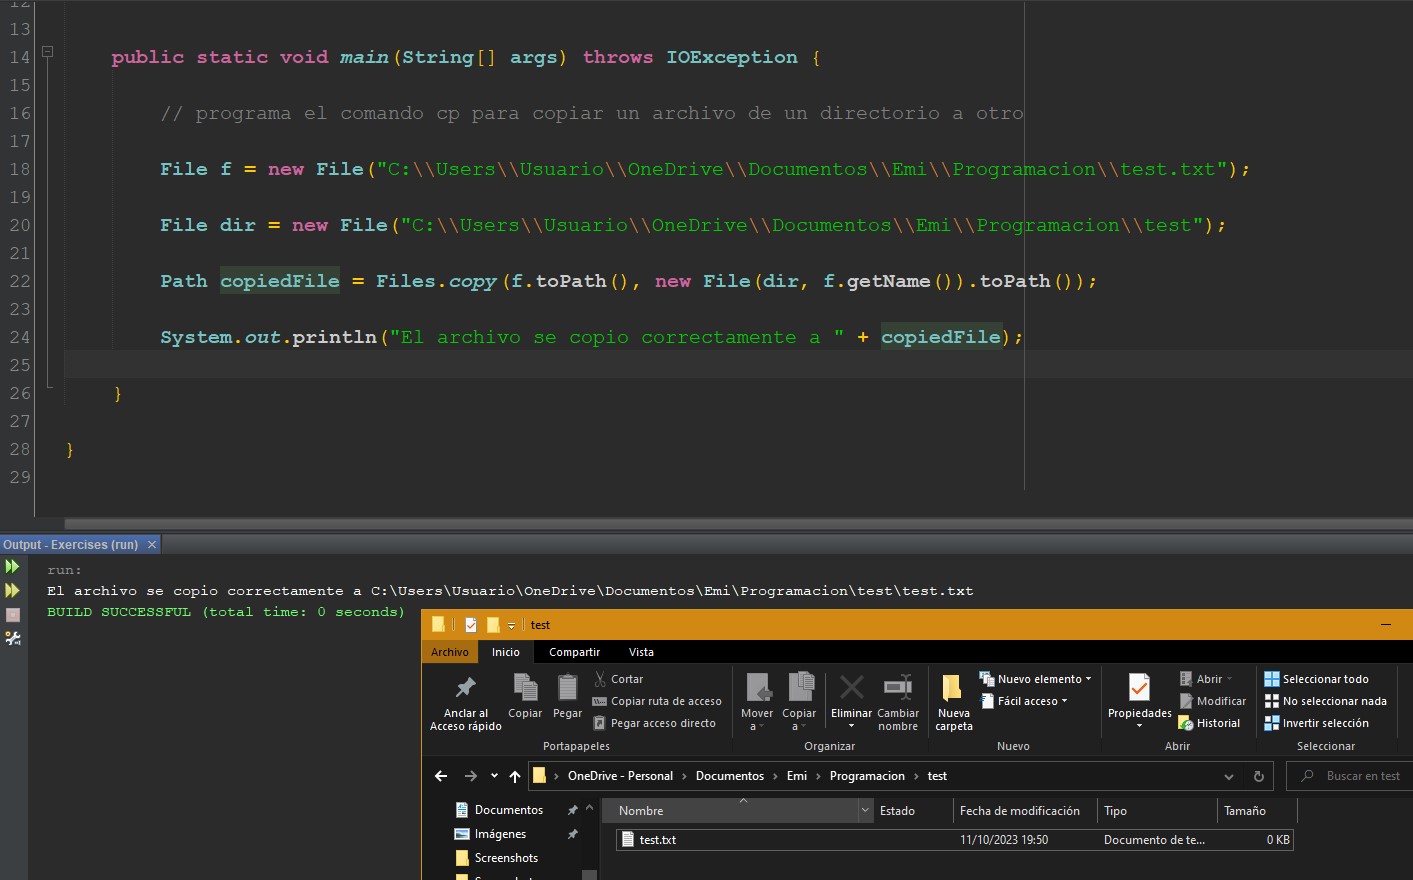 12
13
14 public static void main(String[] args) throws IOException {
15
16 // programa el comando cp para copiar un archivo de un directorio a otro
17
18 File f = new File("C:\\Users\\Usuario\\OneDrive\\Documentos\\Emi\\Programacion\\test.txt");
19
20 File dir = new File("C:\\Users\\Usuario\\OneDrive\\Documentos\\Emi\\Programacion\\test");
21
22 Path copiedFile = Files.copy(f.toPath(), new File(dir, f.getName()).toPath());
23
24 System.out.println("El archivo se copio correctamente a " + copiedFile);
25
26 }
27
28 }
29
Output - Exercises (run)
run:
El archivo se copio correctamente a C:\Users\Usuario\OneDrive\Documentos\Emi\Programacion\test\test.txt
BUILD SUCCESSFUL (total time: 0 seconds)
test
Archivo Inicio Compartir Vista
Anclar al Acceso rápido
Copiar
Pegar
Cortar
Copiar ruta de acceso
Pegar acceso directo
Portapapeles
Mover a
Copiar a
Eliminar
Cambiar nombre
Organizar
Nueva carpeta
Nuevo elemento
Fácil acceso
Nuevo
Propiedades
Abrir
Modificar
Historial
Abrir
Seleccionar todo
No seleccionar nada
Invertir selección
Seleccionar
OneDrive - Personal > Documentos > Emi > Programacion > test
Buscar en test
Documentos
Imágenes
Screenshots
Nombre Estado Fecha de modificación Tipo Tamaño
test.txt 11/10/2023 19:50 Documento de te... 0 KB